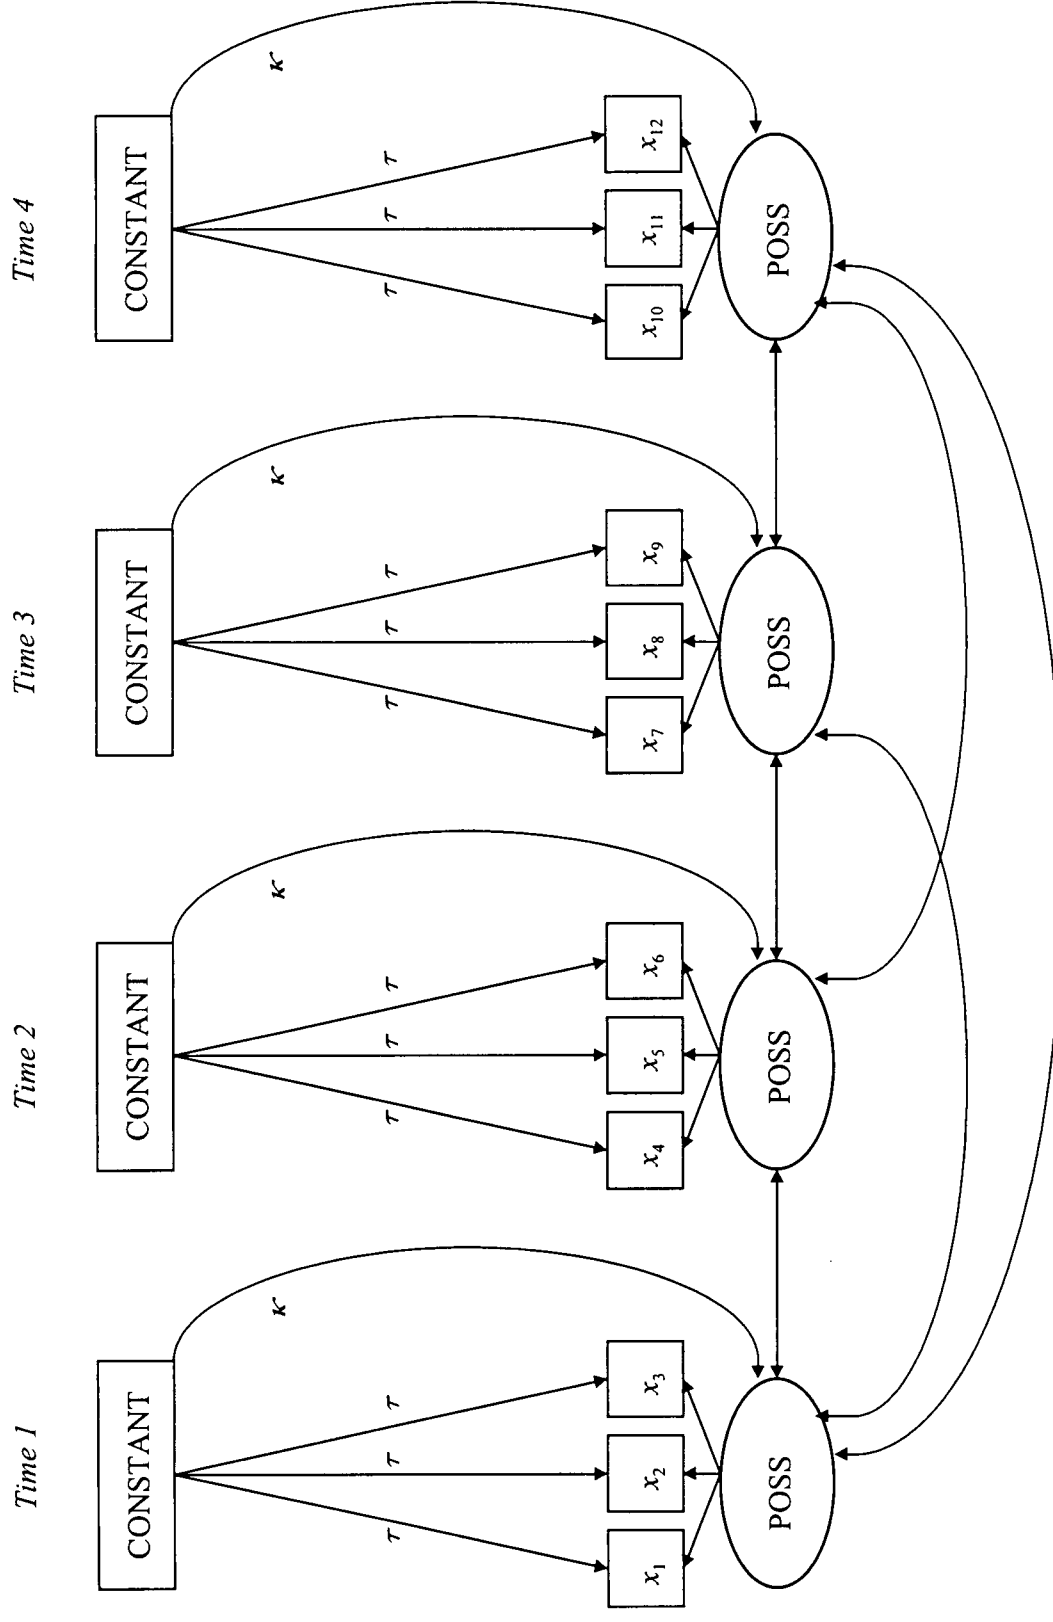 Time 1
Time 2
Time 3
Time 4
CONSTANT
CONSTANT
CONSTANT
CONSTANT
κ
κ
κ
κ
τ τ τ
τ τ τ
τ τ τ
τ τ τ
x₁ x₂ x₃
x₄ x₅ x₆
x₇ x₈ x₉
x₁₀ x₁₁ x₁₂
POSS
POSS
POSS
POSS